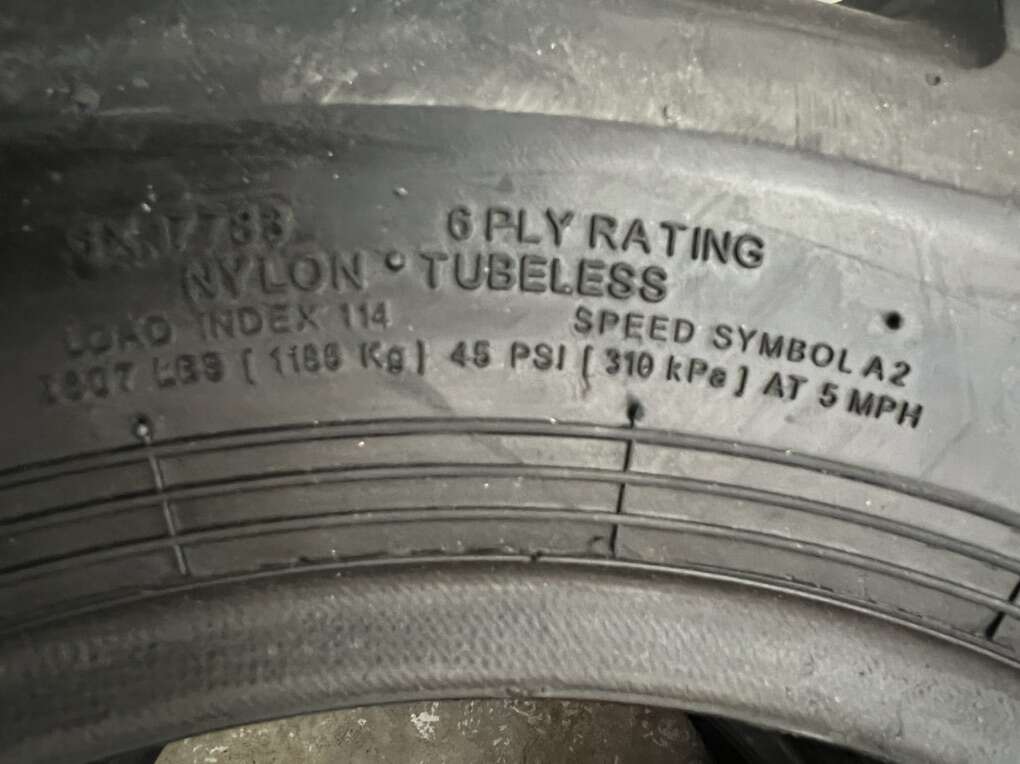 7788 6 PLY RATING
NYLON TUBELESS
LOAD INDEX 114 SPEED SYMBOL A2
LBS [ Kg ] 45 PSI [ 310 kPa ] AT 5 MPH